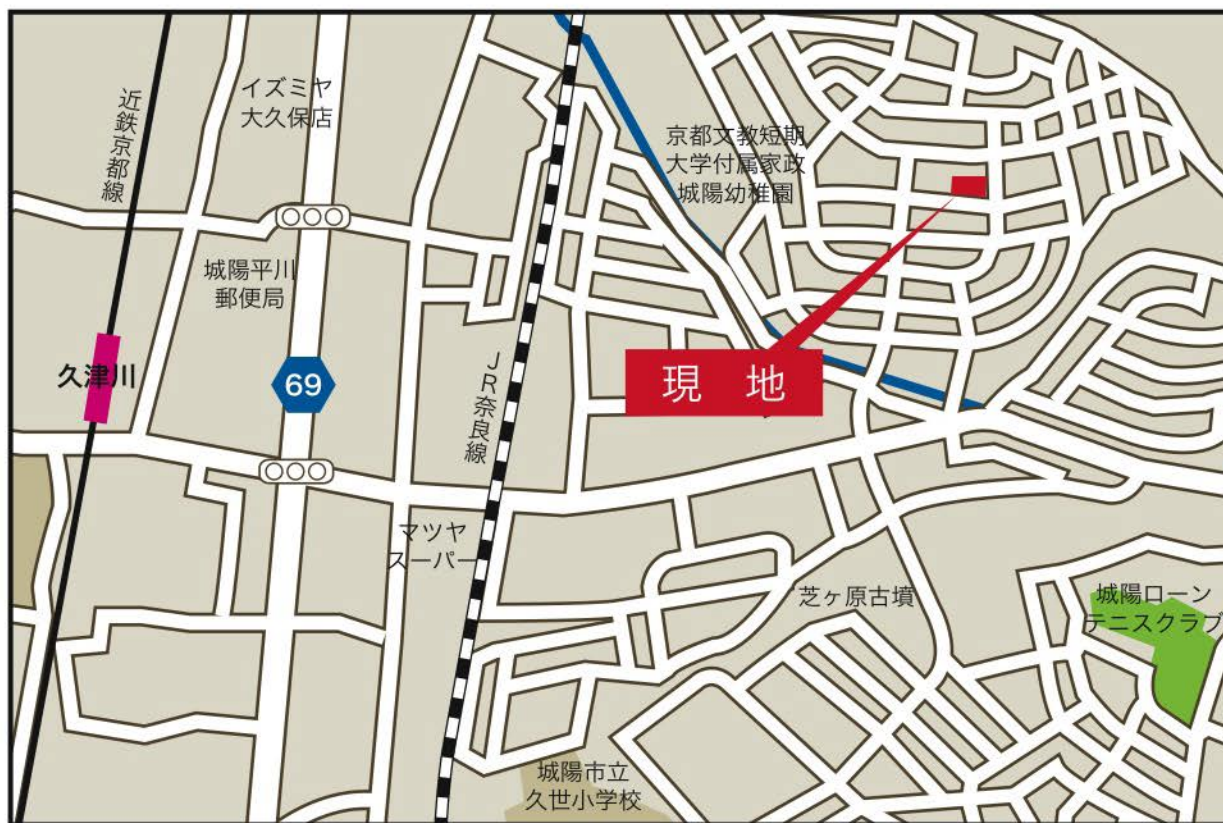 イズミヤ
大久保店
近鉄京都線
京都文教短期
大学付属家政
城陽幼稚園
城陽平川
郵便局
久津川
69
JR奈良線
現 地
マツヤ
スーパー
芝ヶ原古墳
城陽ローン
テニスクラブ
城陽市立
久世小学校